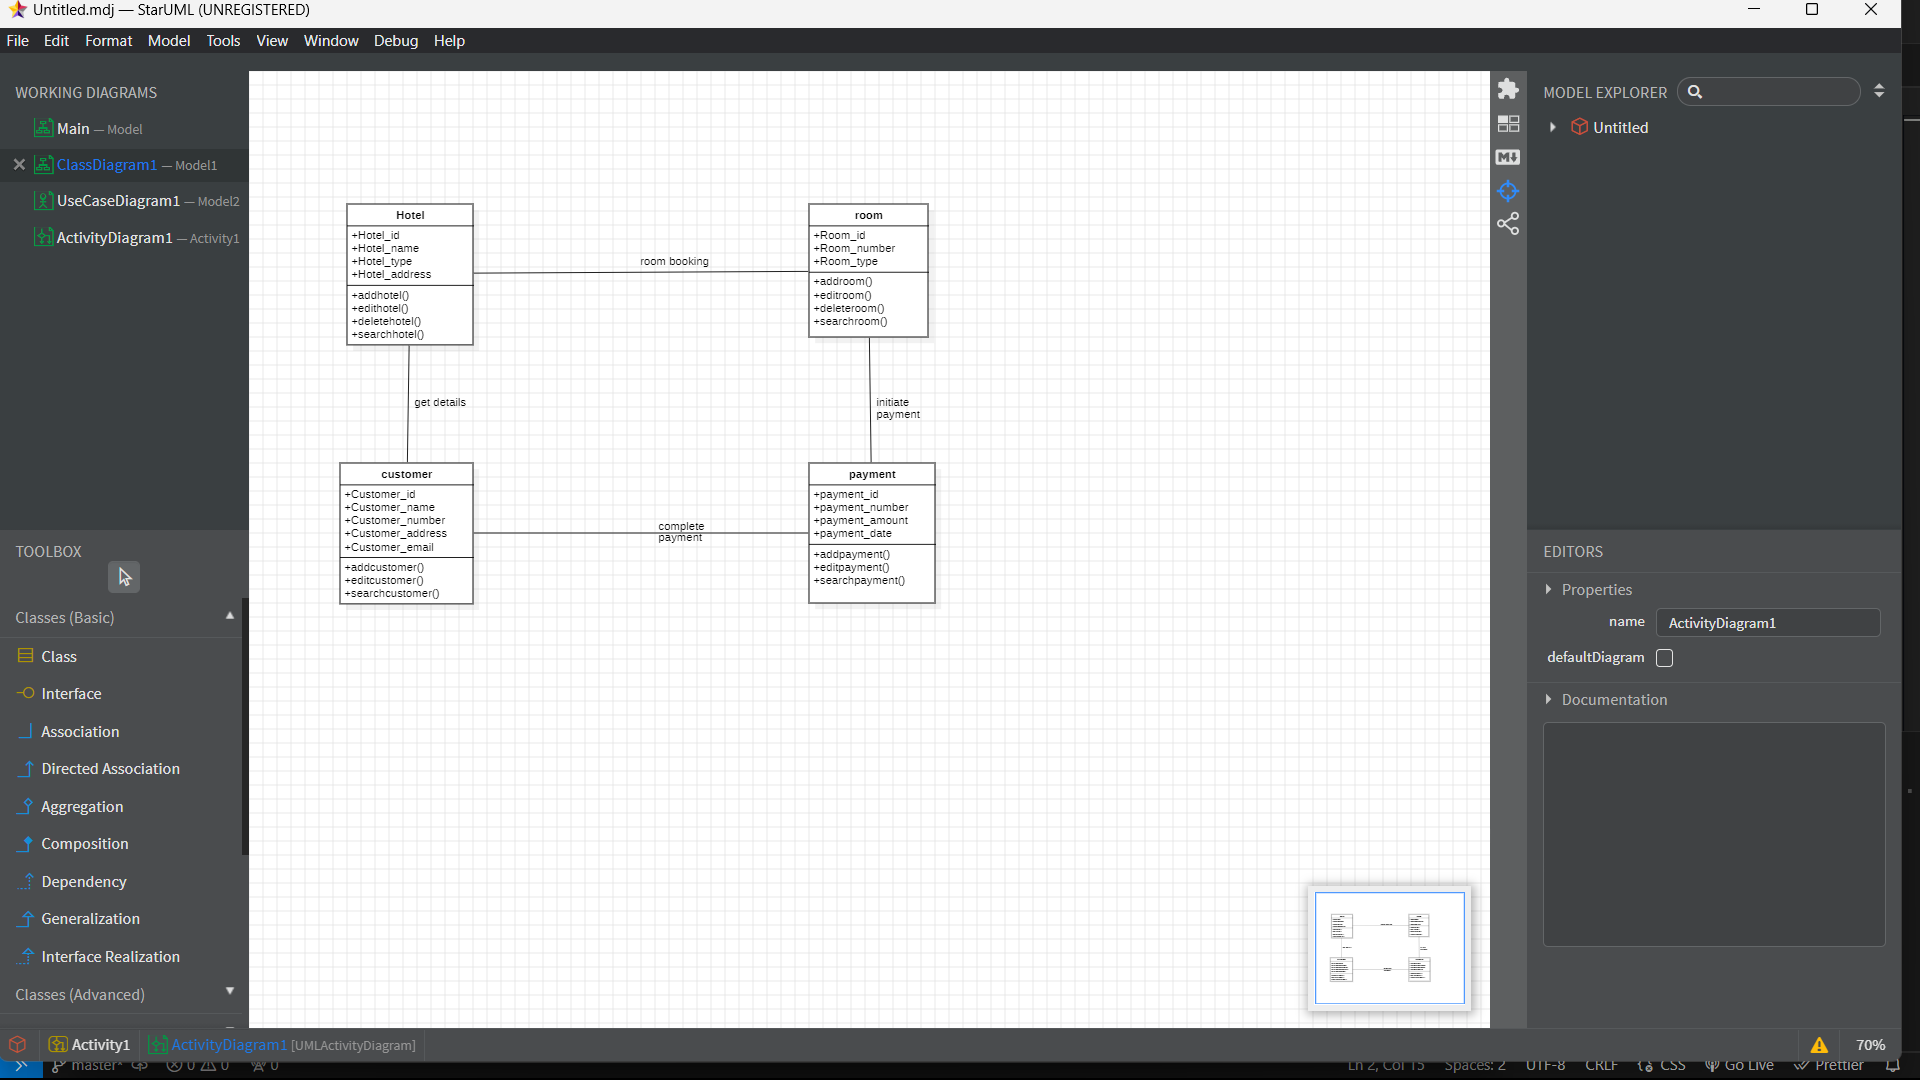 Untitled.mdj — StarUML (UNREGISTERED)
File Edit Format Model Tools View Window Debug Help
WORKING DIAGRAMS
Main — Model
ClassDiagram1 — Model1
UseCaseDiagram1 — Model2
ActivityDiagram1 — Activity1
TOOLBOX
Classes (Basic)
Class
Interface
Association
Directed Association
Aggregation
Composition
Dependency
Generalization
Interface Realization
Classes (Advanced)
Hotel
+Hotel_id
+Hotel_name
+Hotel_type
+Hotel_address
+addhotel()
+edithotel()
+deletehotel()
+searchhotel()
room booking
room
+Room_id
+Room_number
+Room_type
+addroom()
+editroom()
+deleteroom()
+searchroom()
get details
initiate
payment
customer
+Customer_id
+Customer_name
+Customer_number
+Customer_address
+Customer_email
+addcustomer()
+editcustomer()
+searchcustomer()
complete
payment
payment
+payment_id
+payment_number
+payment_amount
+payment_date
+addpayment()
+editpayment()
+searchpayment()
MODEL EXPLORER
Untitled
EDITORS
Properties
name ActivityDiagram1
defaultDiagram
Documentation
Activity1 ActivityDiagram1 [UMLActivityDiagram] 70%
master* 0 0 0 Ln 2, Col 15 Spaces: 2 UTF-8 CRLF CSS Go Live Prettier